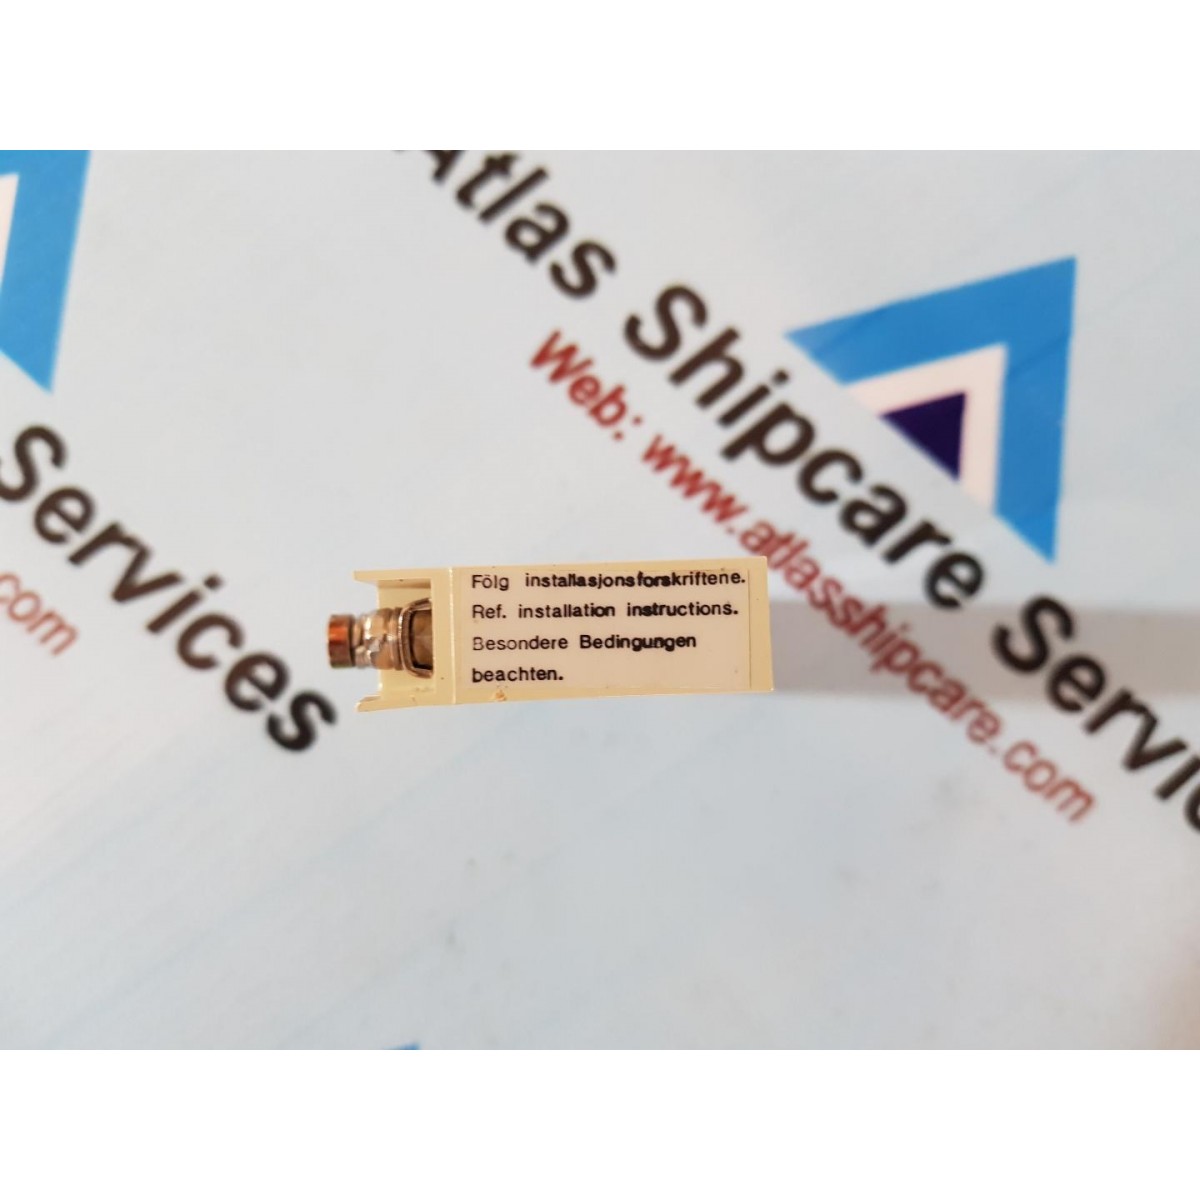 Atlas Shipcare Servic
Web: www.atlasshipcare.com
Services
com
Fölg installasjonsforskriftene.
Ref. installation instructions.
Besondere Bedingungen
beachten.